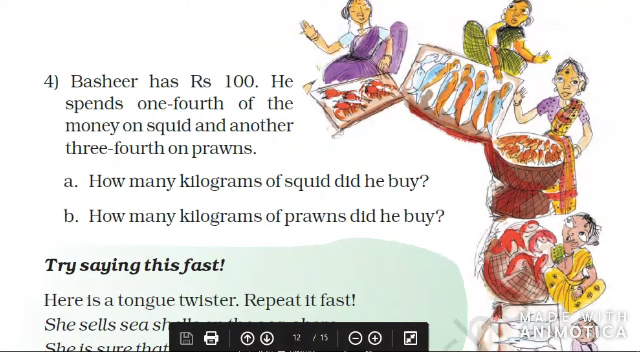 4) Basheer has Rs 100. He
spends one-fourth of the
money on squid and another
three-fourth on prawns.
a. How many kilograms of squid did he buy?
b. How many kilograms of prawns did he buy?
Try saying this fast!
Here is a tongue twister. Repeat it fast!
She sells sea
She is sure that
12 / 15
MADE WITH
ANIMOTICA